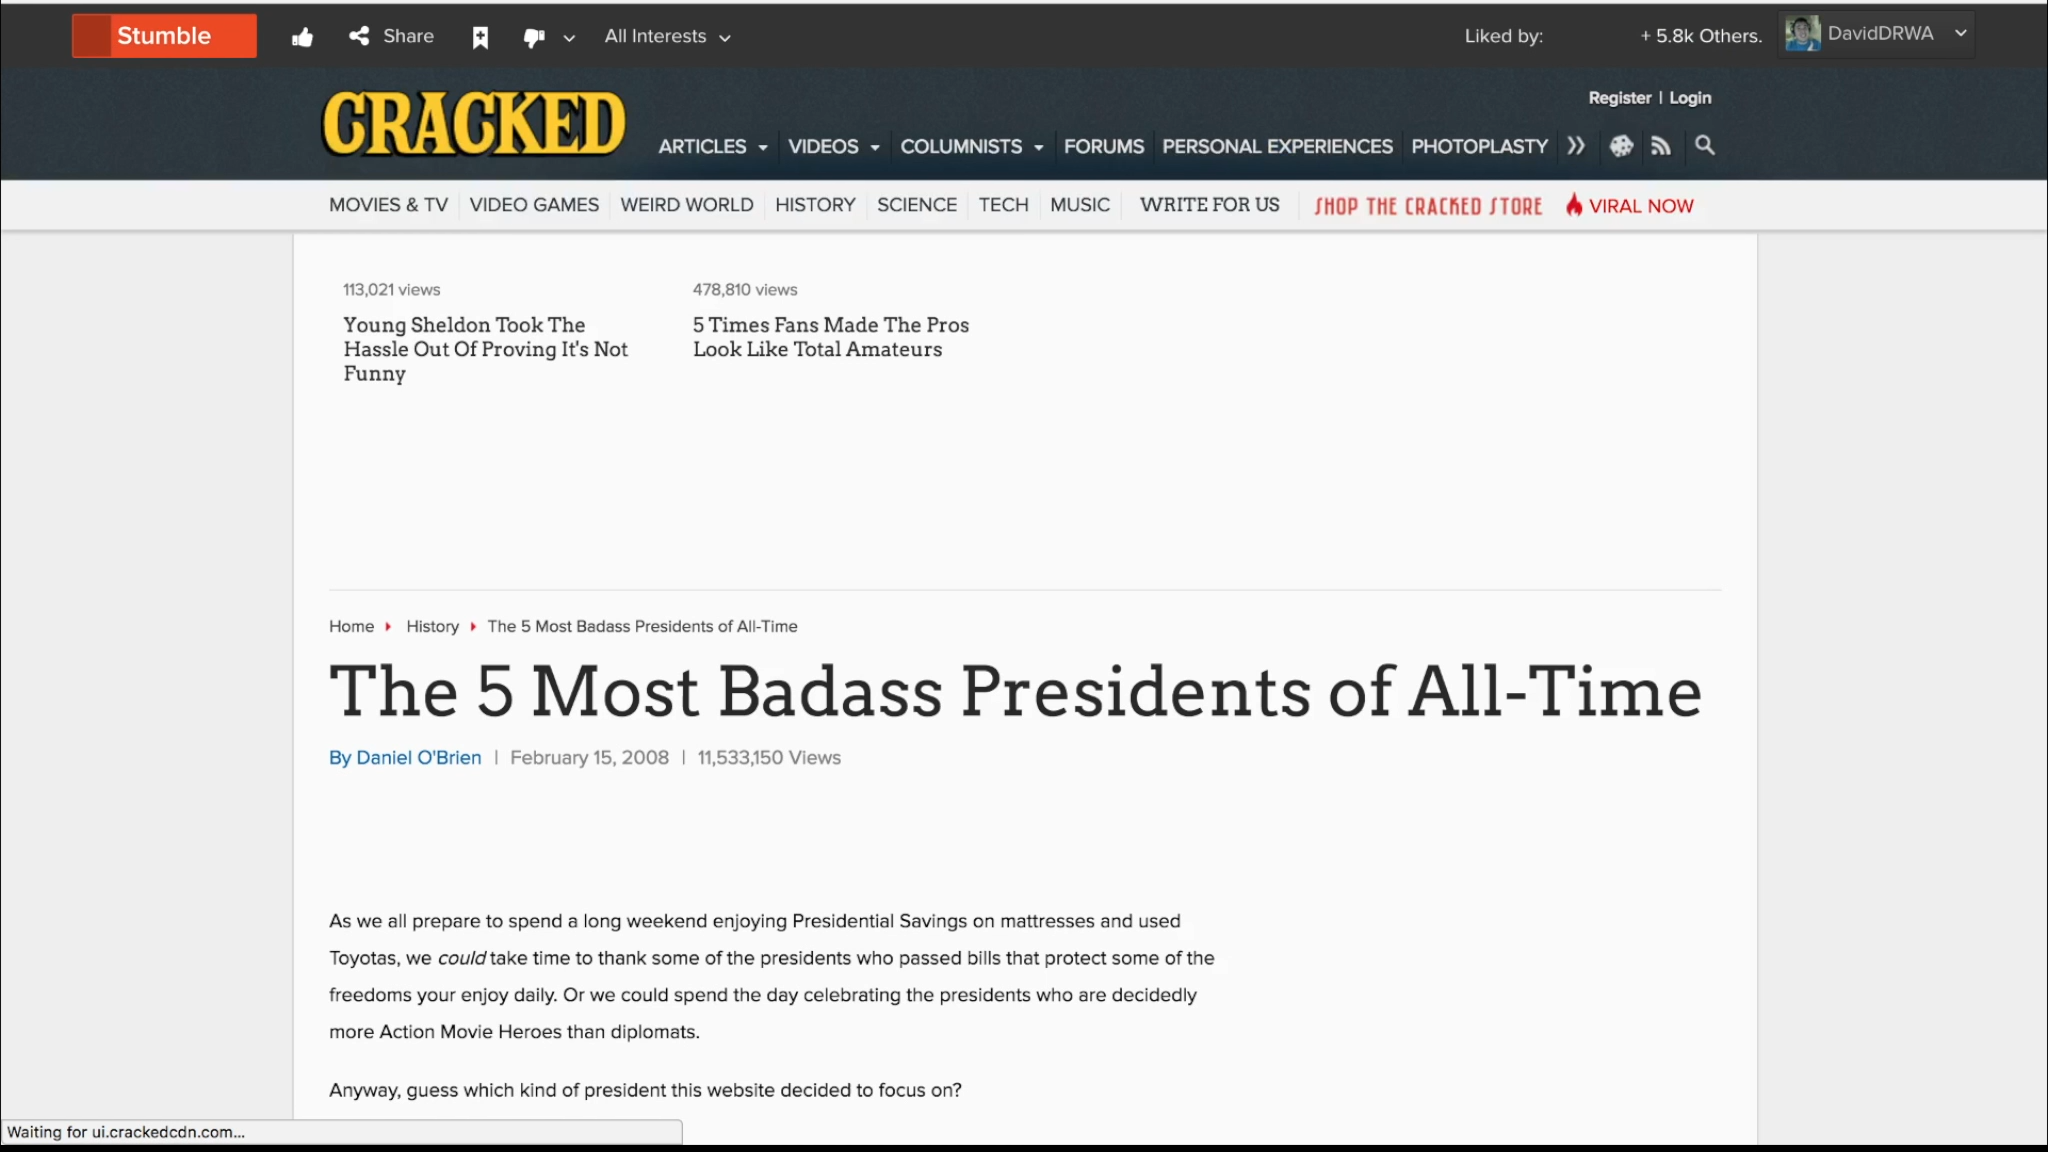 Stumble Share All Interests Liked by: + 5.8k Others. DavidDRWA
Register | Login
CRACKED ARTICLES VIDEOS COLUMNISTS FORUMS PERSONAL EXPERIENCES PHOTOPLASTY
MOVIES & TV VIDEO GAMES WEIRD WORLD HISTORY SCIENCE TECH MUSIC WRITE FOR US SHOP THE CRACKED STORE VIRAL NOW
113,021 views
Young Sheldon Took The
Hassle Out Of Proving It's Not
Funny
478,810 views
5 Times Fans Made The Pros
Look Like Total Amateurs
Home History The 5 Most Badass Presidents of All-Time
The 5 Most Badass Presidents of All-Time
By Daniel O'Brien | February 15, 2008 | 11,533,150 Views
As we all prepare to spend a long weekend enjoying Presidential Savings on mattresses and used
Toyotas, we could take time to thank some of the presidents who passed bills that protect some of the
freedoms your enjoy daily. Or we could spend the day celebrating the presidents who are decidedly
more Action Movie Heroes than diplomats.
Anyway, guess which kind of president this website decided to focus on?
Waiting for ui.crackedcdn.com...